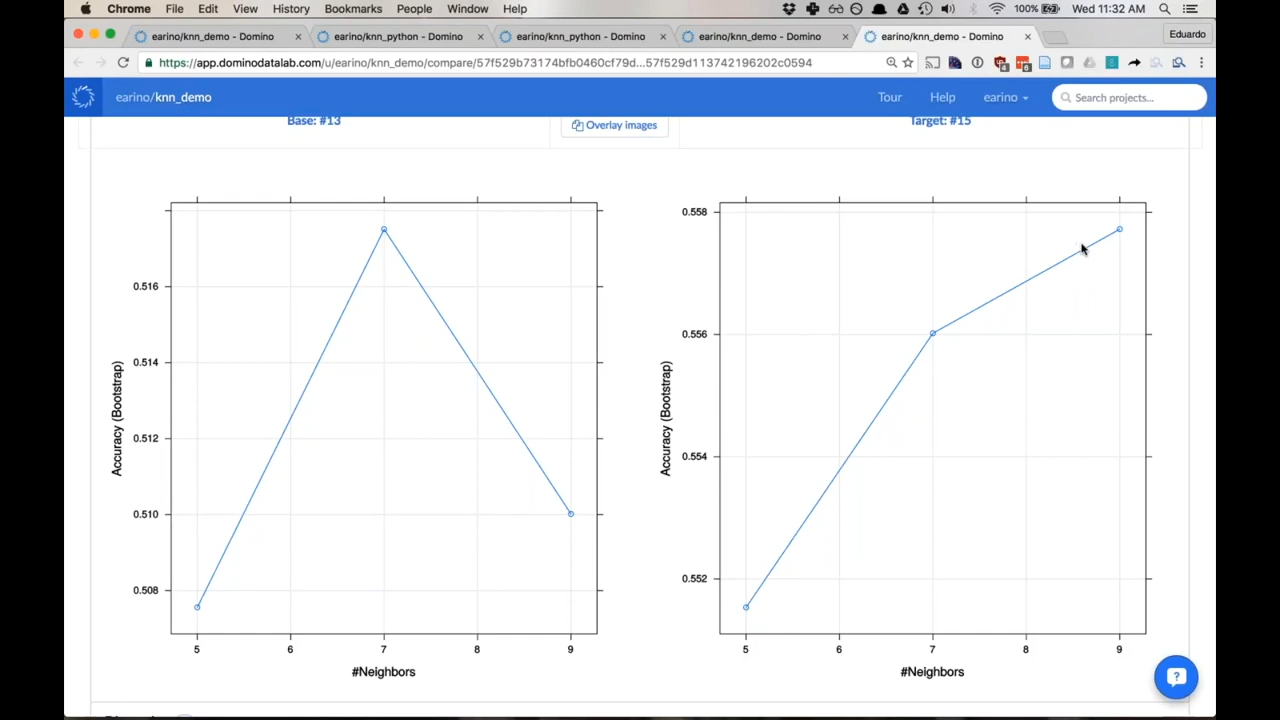 Chrome File Edit View History Bookmarks People Window Help 100% Wed 11:32 AM
earino/knn_demo - Domino earino/knn_python - Domino earino/knn_python - Domino earino/knn_demo - Domino earino/knn_demo - Domino Eduardo
https://app.dominodatalab.com/u/earino/knn_demo/compare/57f529b73174bfb0460cf79d...57f529d113742196202c0594
earino/knn_demo Tour Help earino Search projects...
Base: #13 Overlay images Target: #15
0.516
0.514
0.512
0.510
0.508
Accuracy (Bootstrap)
5 6 7 8 9
#Neighbors
0.558
0.556
0.554
0.552
Accuracy (Bootstrap)
5 6 7 8 9
#Neighbors